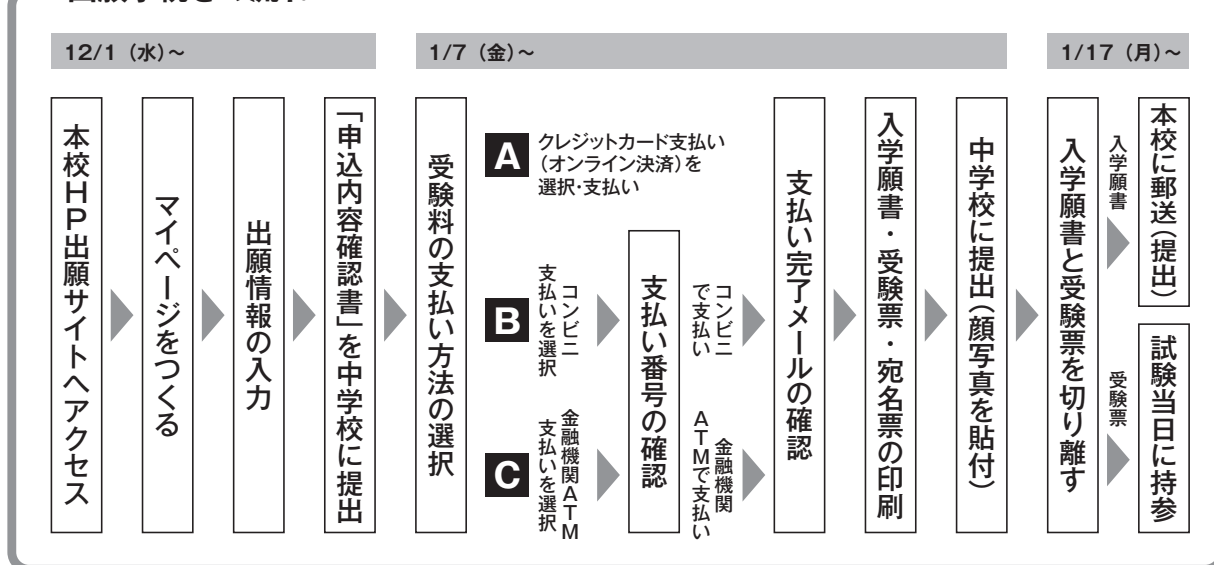 12/1（水）～
1/7（金）～
1/17（月）～
本校HP出願サイトへアクセス
マイページをつくる
出願情報の入力
「申込内容確認書」を中学校に提出
受験料の支払い方法の選択
A
クレジットカード支払い
（オンライン決済）を
選択・支払い
B
コンビニ
支払いを選択
C
金融機関ATM
支払いを選択
支払い番号の確認
コンビニ
で支払い
金融機関
ATMで支払い
支払い完了メールの確認
入学願書・受験票・宛名票の印刷
中学校に提出（顔写真を貼付）
入学願書と受験票を切り離す
入学願書
本校に郵送（提出）
受験票
試験当日に持参